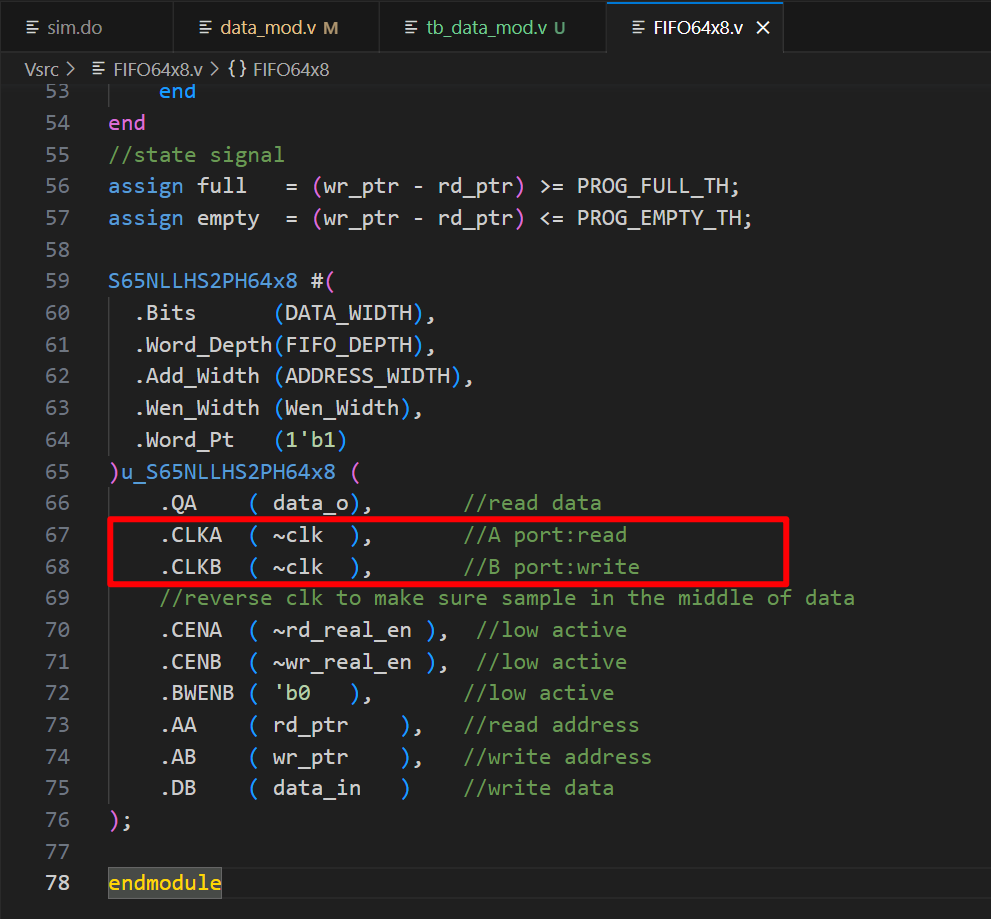 sim.do data_mod.v M tb_data_mod.v U FIFO64x8.v
Vsrc > FIFO64x8.v > {} FIFO64x8
53 end
54 end
55 //state signal
56 assign full   = (wr_ptr - rd_ptr) >= PROG_FULL_TH;
57 assign empty  = (wr_ptr - rd_ptr) <= PROG_EMPTY_TH;
58
59 S65NLLHS2PH64x8 #(
60   .Bits      (DATA_WIDTH),
61   .Word_Depth(FIFO_DEPTH),
62   .Add_Width (ADDRESS_WIDTH),
63   .Wen_Width (Wen_Width),
64   .Word_Pt   (1'b1)
65 )u_S65NLLHS2PH64x8 (
66     .QA    ( data_o),       //read data
67     .CLKA  ( ~clk  ),       //A port:read
68     .CLKB  ( ~clk  ),       //B port:write
69     //reverse clk to make sure sample in the middle of data
70     .CENA  ( ~rd_real_en ),  //low active
71     .CENB  ( ~wr_real_en ),  //low active
72     .BWENB ( 'b0   ),       //low active
73     .AA    ( rd_ptr    ),   //read address
74     .AB    ( wr_ptr    ),   //write address
75     .DB    ( data_in   )    //write data
76 );
77
78 endmodule